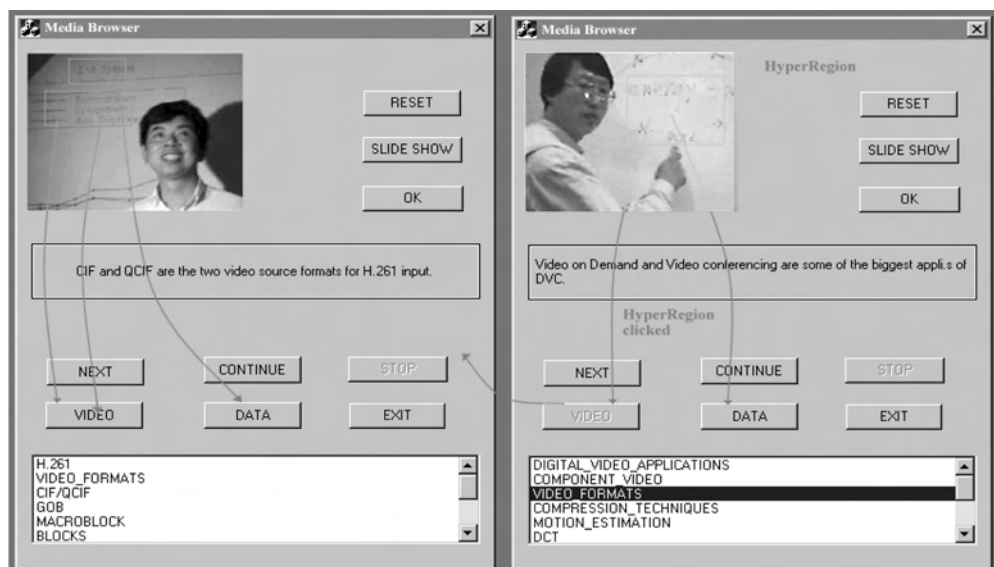 Media Browser
RESET
SLIDE SHOW
OK
CIF and QCIF are the two video source formats for H.261 input.
NEXT
CONTINUE
STOP
VIDEO
DATA
EXIT
H.261
VIDEO_FORMATS
CIF/QCIF
GOB
MACROBLOCK
BLOCKS
Media Browser
HyperRegion
RESET
SLIDE SHOW
OK
Video on Demand and Video conferencing are some of the biggest appli.s of
DVC.
HyperRegion
clicked
NEXT
CONTINUE
STOP
VIDEO
DATA
EXIT
DIGITAL_VIDEO_APPLICATIONS
COMPONENT_VIDEO
VIDEO_FORMATS
COMPRESSION_TECHNIQUES
MOTION_ESTIMATION
DCT